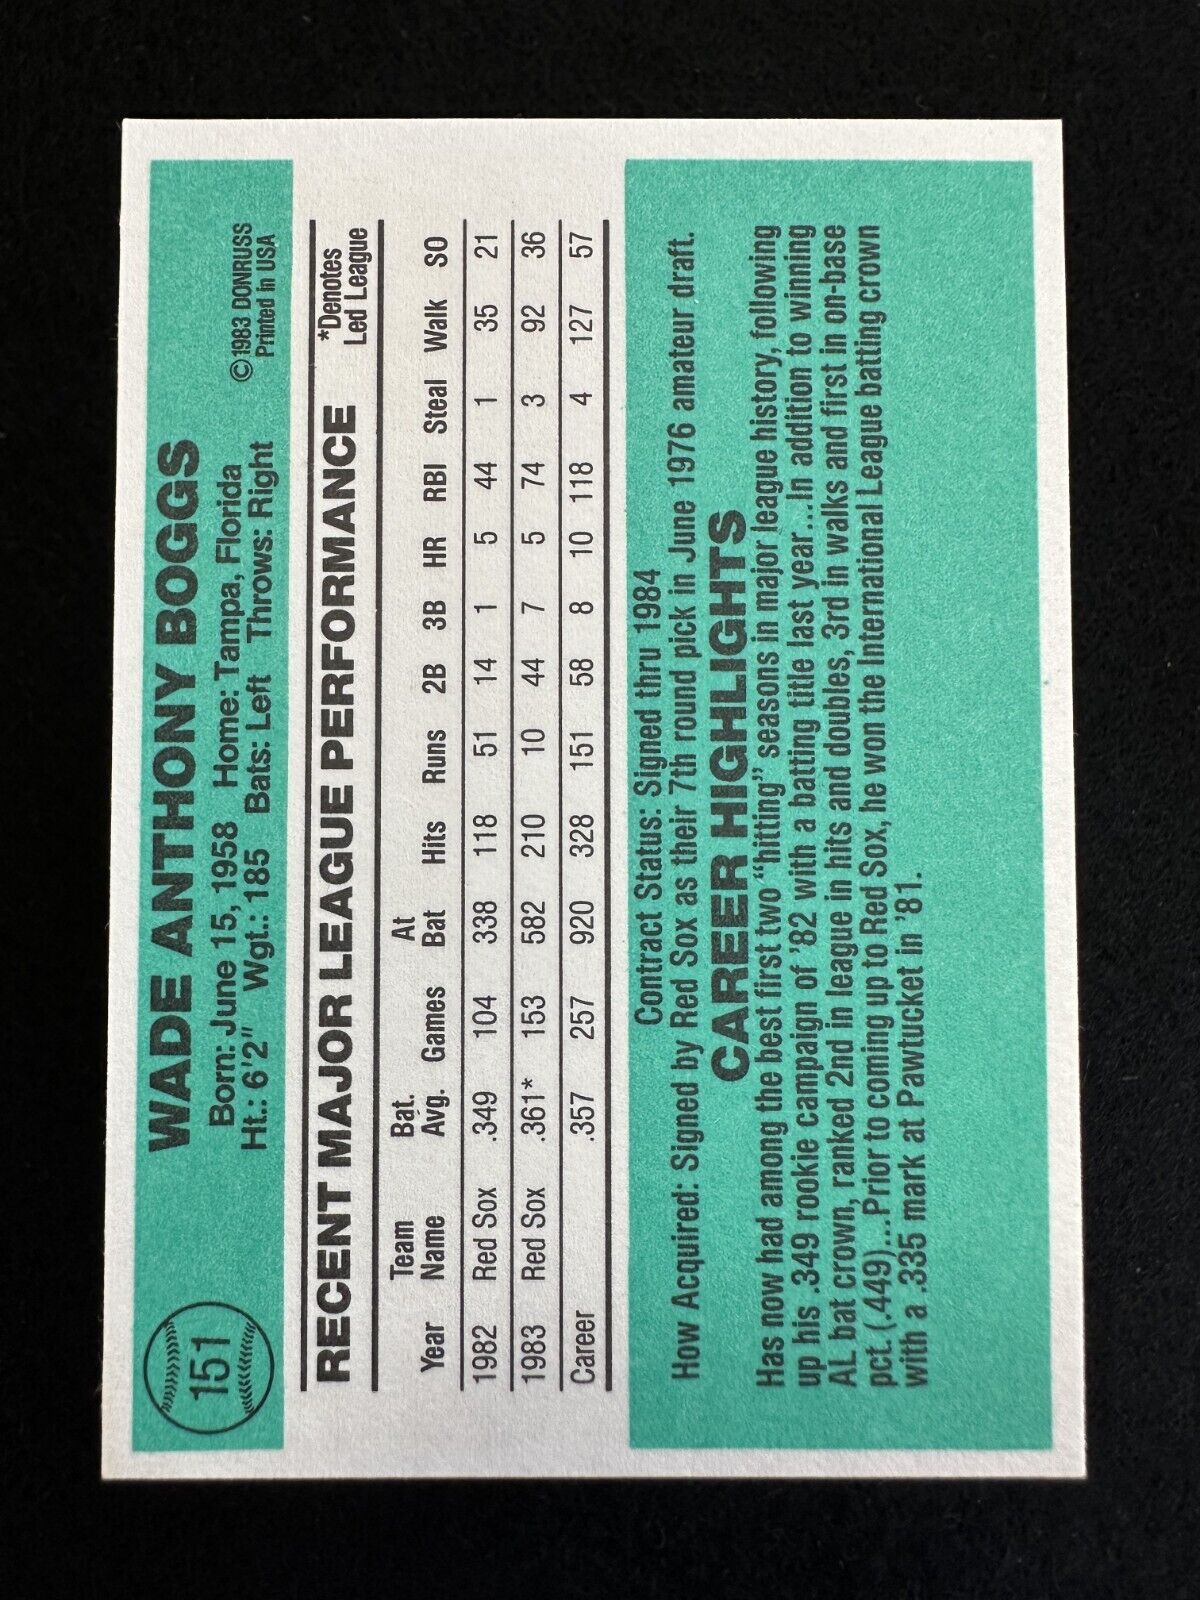 151
WADE ANTHONY BOGGS
Born: June 15, 1958 Home: Tampa, Florida
Ht.: 6'2" Wgt.: 185 Bats: Left Throws: Right
©1983 DONRUSS
Printed in USA
RECENT MAJOR LEAGUE PERFORMANCE
*Denotes
Led League
Year Team Name Bat. Avg. Games At Bat Hits Runs 2B 3B HR RBI Steal Walk SO
1982 Red Sox .349 104 338 118 51 14 1 5 44 1 35 21
1983 Red Sox .361* 153 582 210 10 44 7 5 74 3 92 36
Career .357 257 920 328 151 58 8 10 118 4 127 57
Contract Status: Signed thru 1984
How Acquired: Signed by Red Sox as their 7th round pick in June 1976 amateur draft.
CAREER HIGHLIGHTS
Has now had among the best first two "hitting" seasons in major league history, following
up his .349 rookie campaign of '82 with a batting title last year...In addition to winning
AL bat crown, ranked 2nd in league in hits and doubles, 3rd in walks and first in on-base
pct. (.449)...Prior to coming up to Red Sox, he won the International League batting crown
with a .335 mark at Pawtucket in '81.